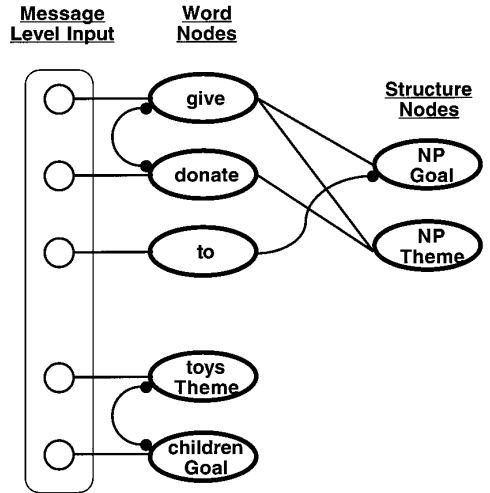 Message
Level Input
Word
Nodes
Structure
Nodes
give
donate
to
toys
Theme
children
Goal
NP
Goal
NP
Theme